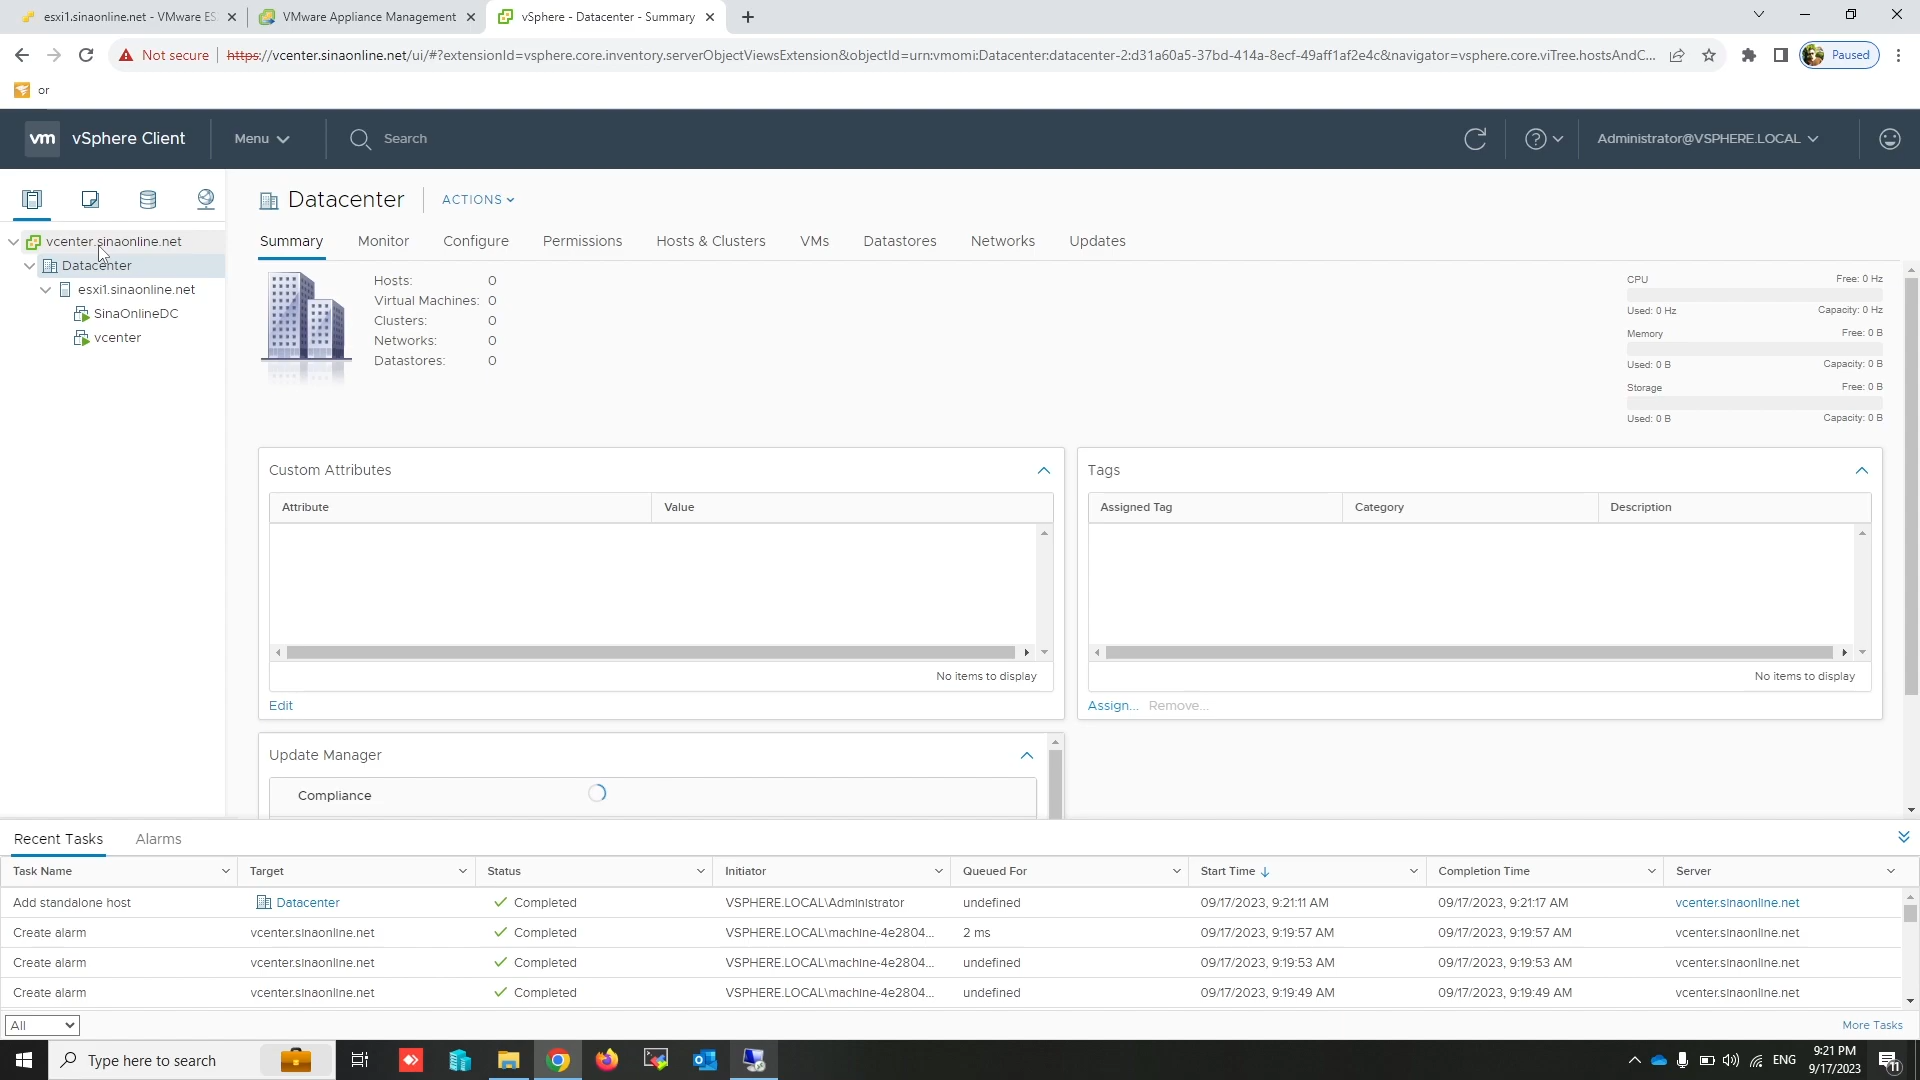 esxi1.sinaonline.net - VMware ES
VMware Appliance Management
vSphere - Datacenter - Summary
Not secure
https://vcenter.sinaonline.net/ui/#?extensionId=vsphere.core.inventory.serverObjectViewsExtension&objectId=urn:vmomi:Datacenter:datacenter-2:d31a60a5-37bd-414a-8ecf-49aff1af2e4c&navigator=vsphere.core.viTree.hostsAndC...
Paused
or
vm vSphere Client
Menu
Search
Administrator@VSPHERE.LOCAL
vcenter.sinaonline.net
Datacenter
esxi1.sinaonline.net
SinaOnlineDC
vcenter
Datacenter
ACTIONS
Summary Monitor Configure Permissions Hosts & Clusters VMs Datastores Networks Updates
Hosts: 0
Virtual Machines: 0
Clusters: 0
Networks: 0
Datastores: 0
CPU Free: 0 Hz
Used: 0 Hz Capacity: 0 Hz
Memory Free: 0 B
Used: 0 B Capacity: 0 B
Storage Free: 0 B
Used: 0 B Capacity: 0 B
Custom Attributes
Attribute Value
No items to display
Edit
Tags
Assigned Tag Category Description
No items to display
Assign... Remove...
Update Manager
Compliance
Recent Tasks Alarms
Task Name Target Status Initiator Queued For Start Time Completion Time Server
Add standalone host Datacenter Completed VSPHERE.LOCAL\Administrator undefined 09/17/2023, 9:21:11 AM 09/17/2023, 9:21:17 AM vcenter.sinaonline.net
Create alarm vcenter.sinaonline.net Completed VSPHERE.LOCAL\machine-4e2804... 2 ms 09/17/2023, 9:19:57 AM 09/17/2023, 9:19:57 AM vcenter.sinaonline.net
Create alarm vcenter.sinaonline.net Completed VSPHERE.LOCAL\machine-4e2804... undefined 09/17/2023, 9:19:53 AM 09/17/2023, 9:19:53 AM vcenter.sinaonline.net
Create alarm vcenter.sinaonline.net Completed VSPHERE.LOCAL\machine-4e2804... undefined 09/17/2023, 9:19:49 AM 09/17/2023, 9:19:49 AM vcenter.sinaonline.net
All
More Tasks
Type here to search
ENG
9:21 PM
9/17/2023
11